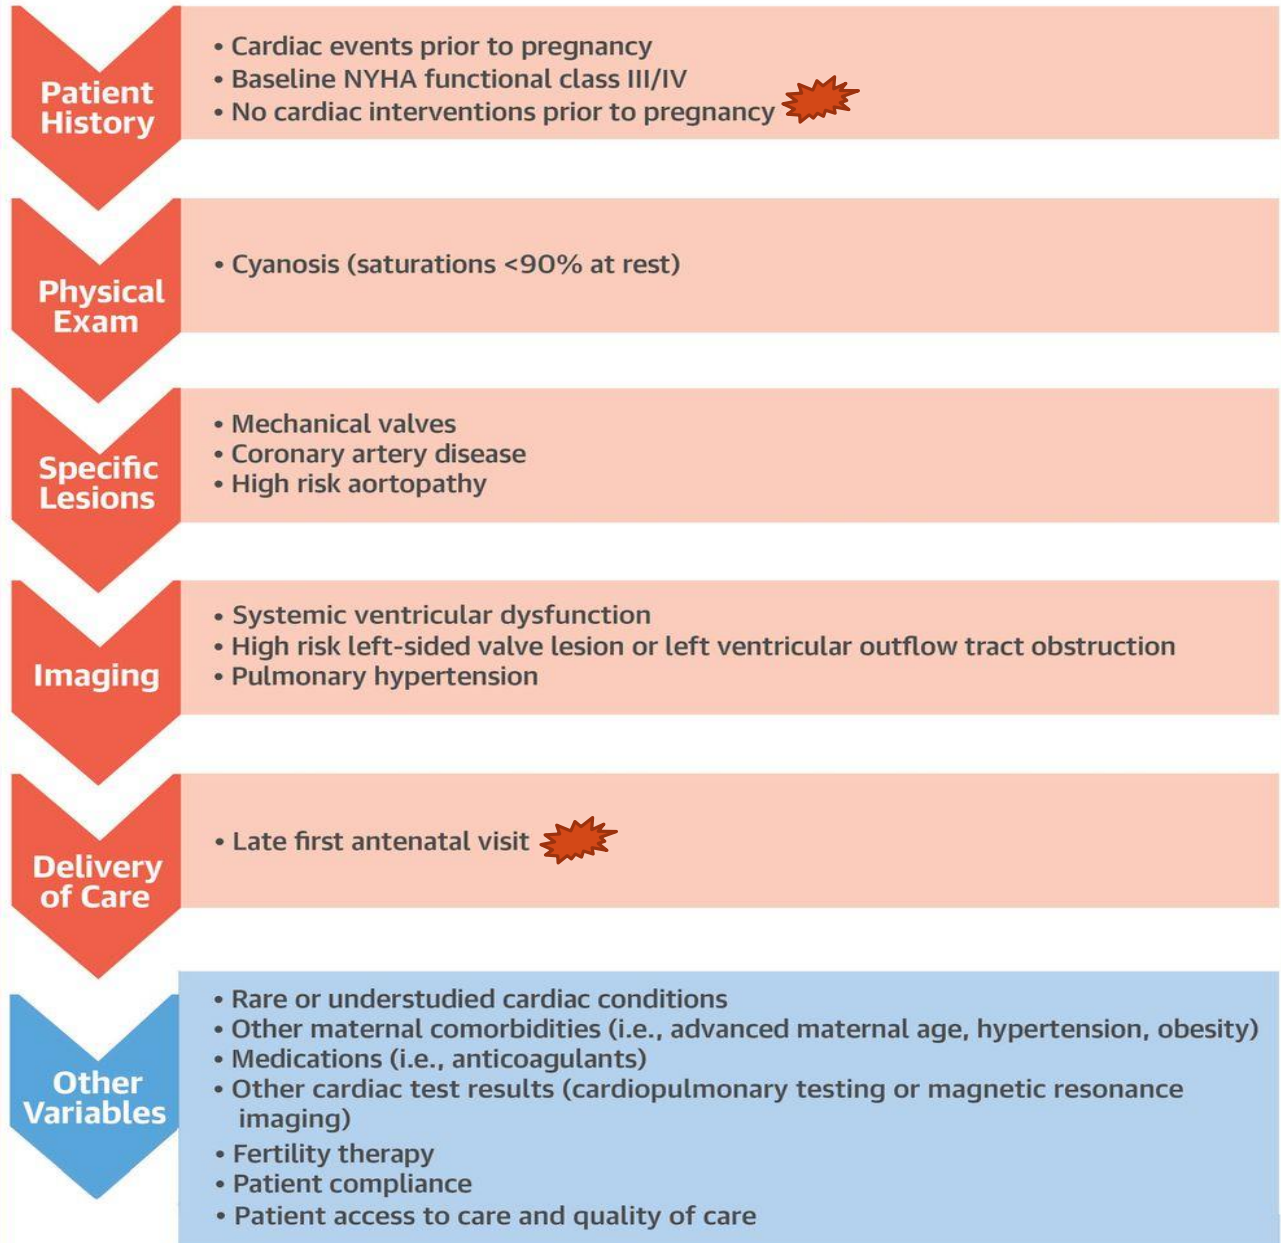 Patient
History
• Cardiac events prior to pregnancy
• Baseline NYHA functional class III/IV
• No cardiac interventions prior to pregnancy
Physical
Exam
• Cyanosis (saturations <90% at rest)
Specific
Lesions
• Mechanical valves
• Coronary artery disease
• High risk aortopathy
Imaging
• Systemic ventricular dysfunction
• High risk left-sided valve lesion or left ventricular outflow tract obstruction
• Pulmonary hypertension
Delivery
of Care
• Late first antenatal visit
Other
Variables
• Rare or understudied cardiac conditions
• Other maternal comorbidities (i.e., advanced maternal age, hypertension, obesity)
• Medications (i.e., anticoagulants)
• Other cardiac test results (cardiopulmonary testing or magnetic resonance
imaging)
• Fertility therapy
• Patient compliance
• Patient access to care and quality of care